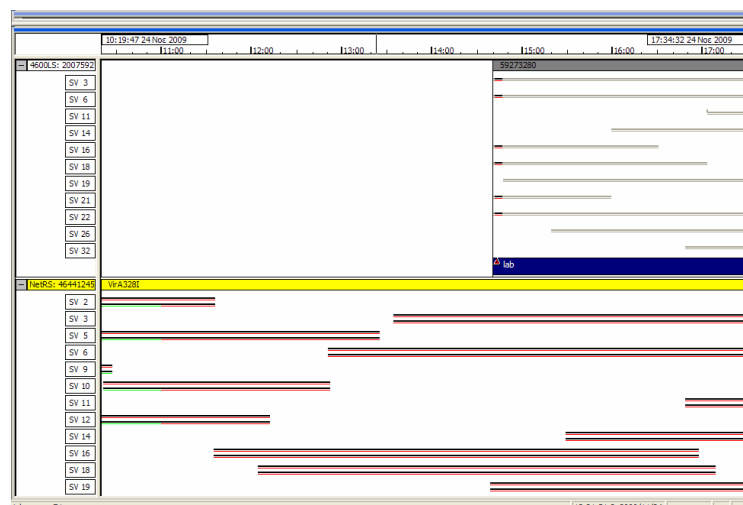 10:19:47 24 Νοε 2009
17:34:32 24 Νοε 2009
11:00 12:00 13:00 14:00 15:00 16:00 17:00
4600LS: 2007592
59273280
SV 3
SV 6
SV 11
SV 14
SV 16
SV 18
SV 19
SV 21
SV 22
SV 26
SV 32
lab
NetRS: 46441245
VirA328I
SV 2
SV 3
SV 5
SV 6
SV 9
SV 10
SV 11
SV 12
SV 14
SV 16
SV 18
SV 19